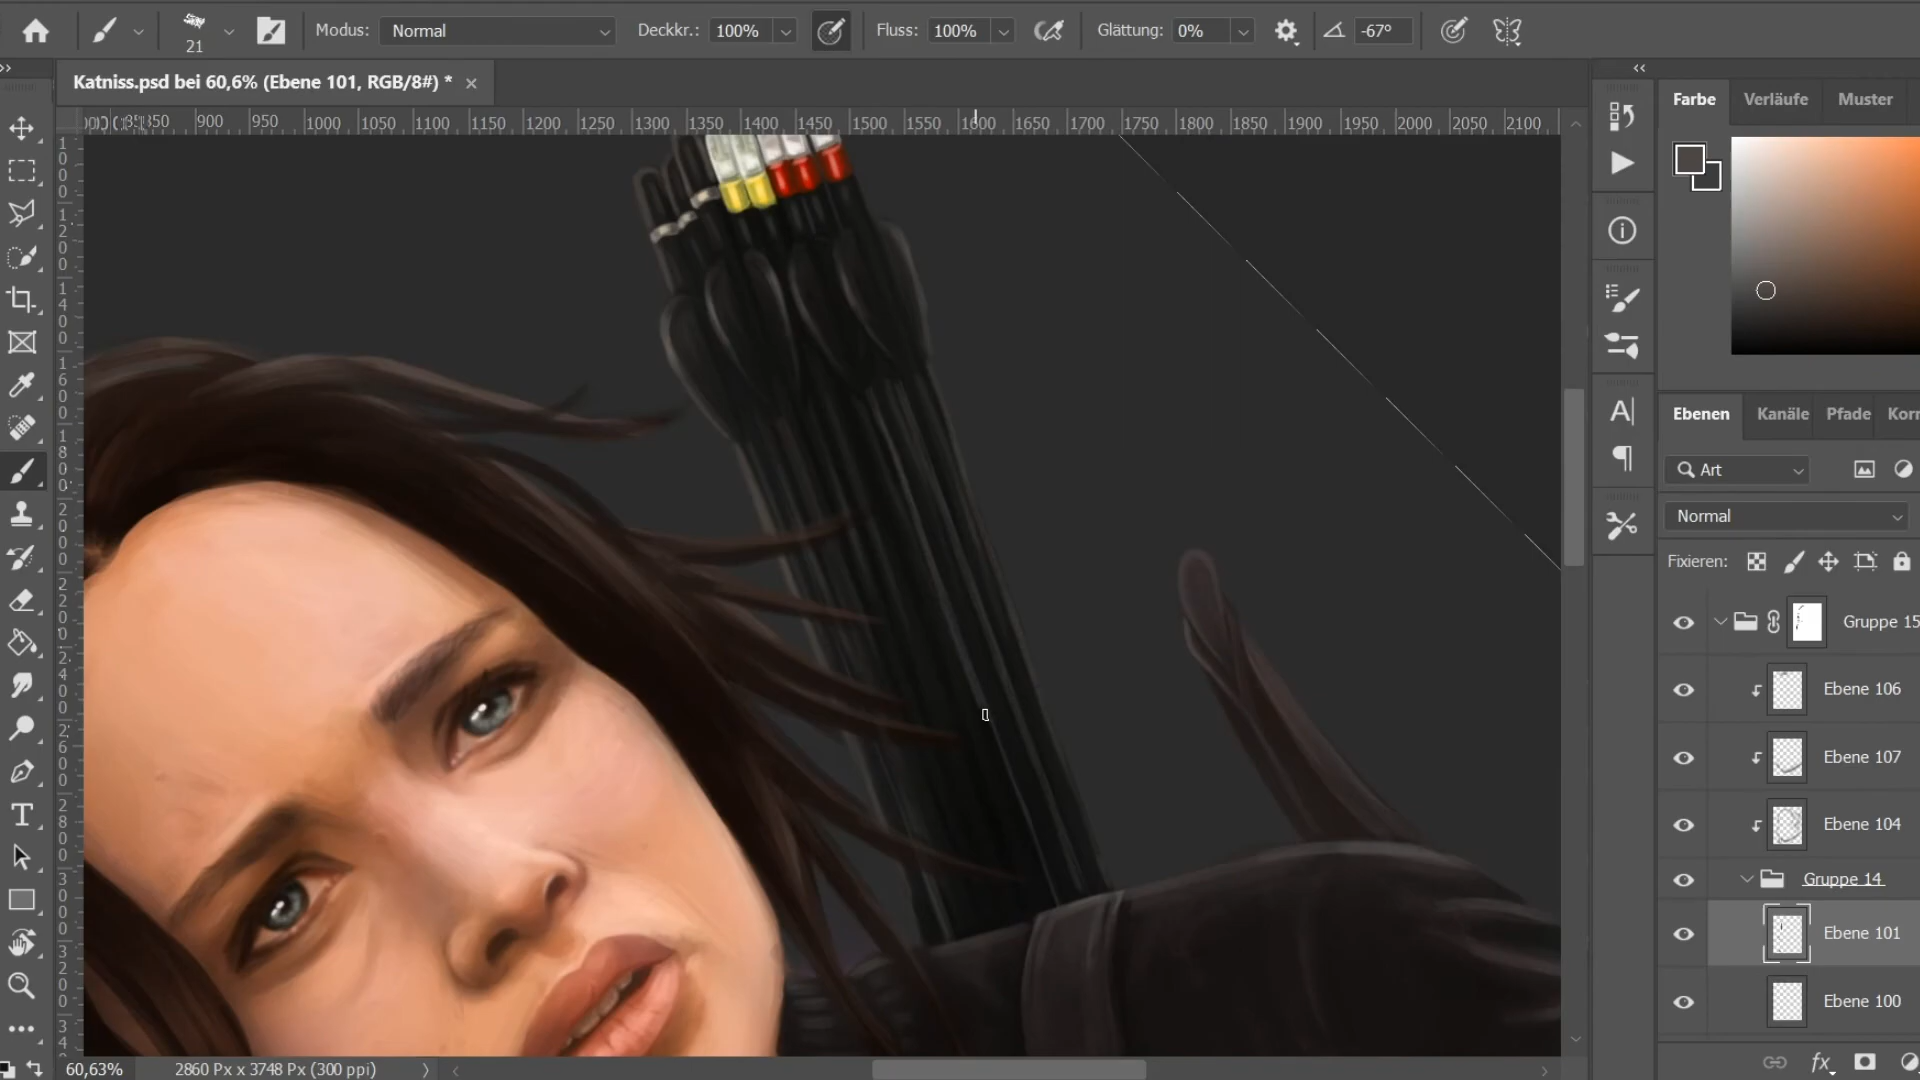 21
Modus: Normal
Deckkr.: 100%
Fluss: 100%
Glättung: 0%
-67°
Katniss.psd bei 60,6% (Ebene 101, RGB/8#) *
900 950 1000 1050 1100 1150 1200 1250 1300 1350 1400 1450 1500 1550 1600 1650 1700 1750 1800 1850 1900 1950 2000 2050 2100
Farbe Verläufe Muster
Ebenen Kanäle Pfade Korr
Art
Normal
Fixieren:
Gruppe 15
Ebene 106
Ebene 107
Ebene 104
Gruppe 14
Ebene 101
Ebene 100
fx
60,63% 2860 Px x 3748 Px (300 ppi)